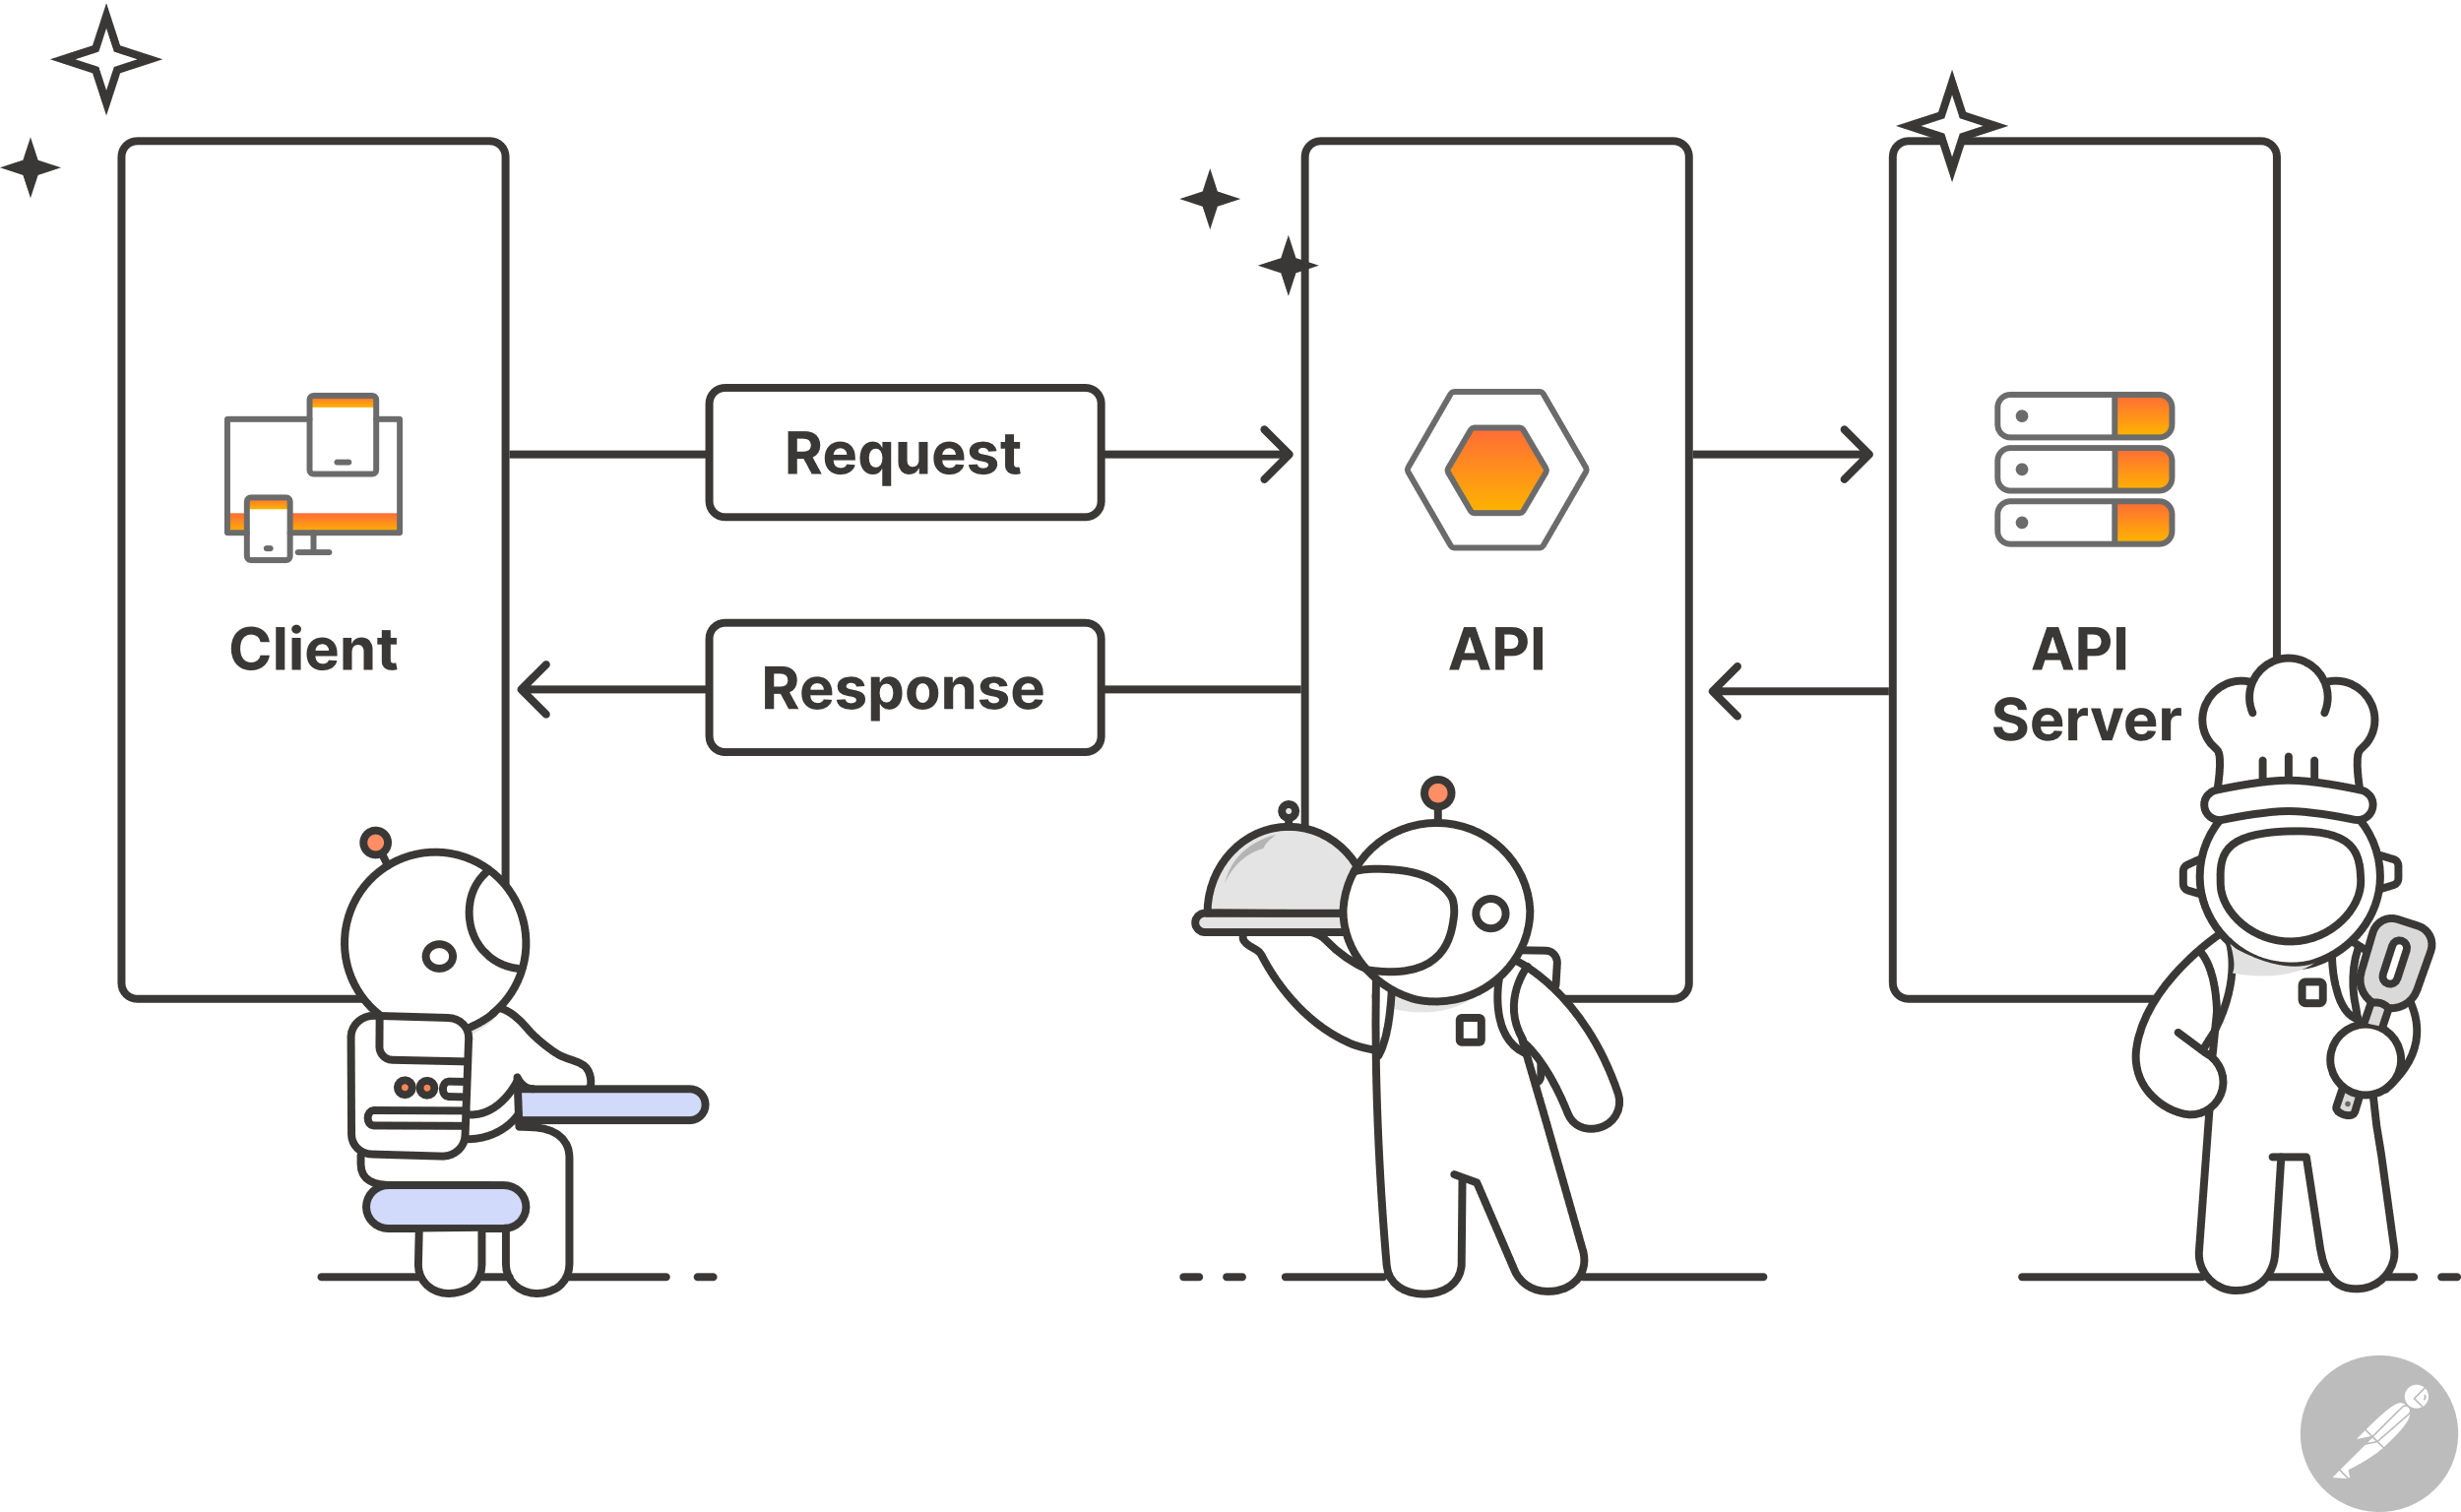 Client
Request
Response
API
API
Server